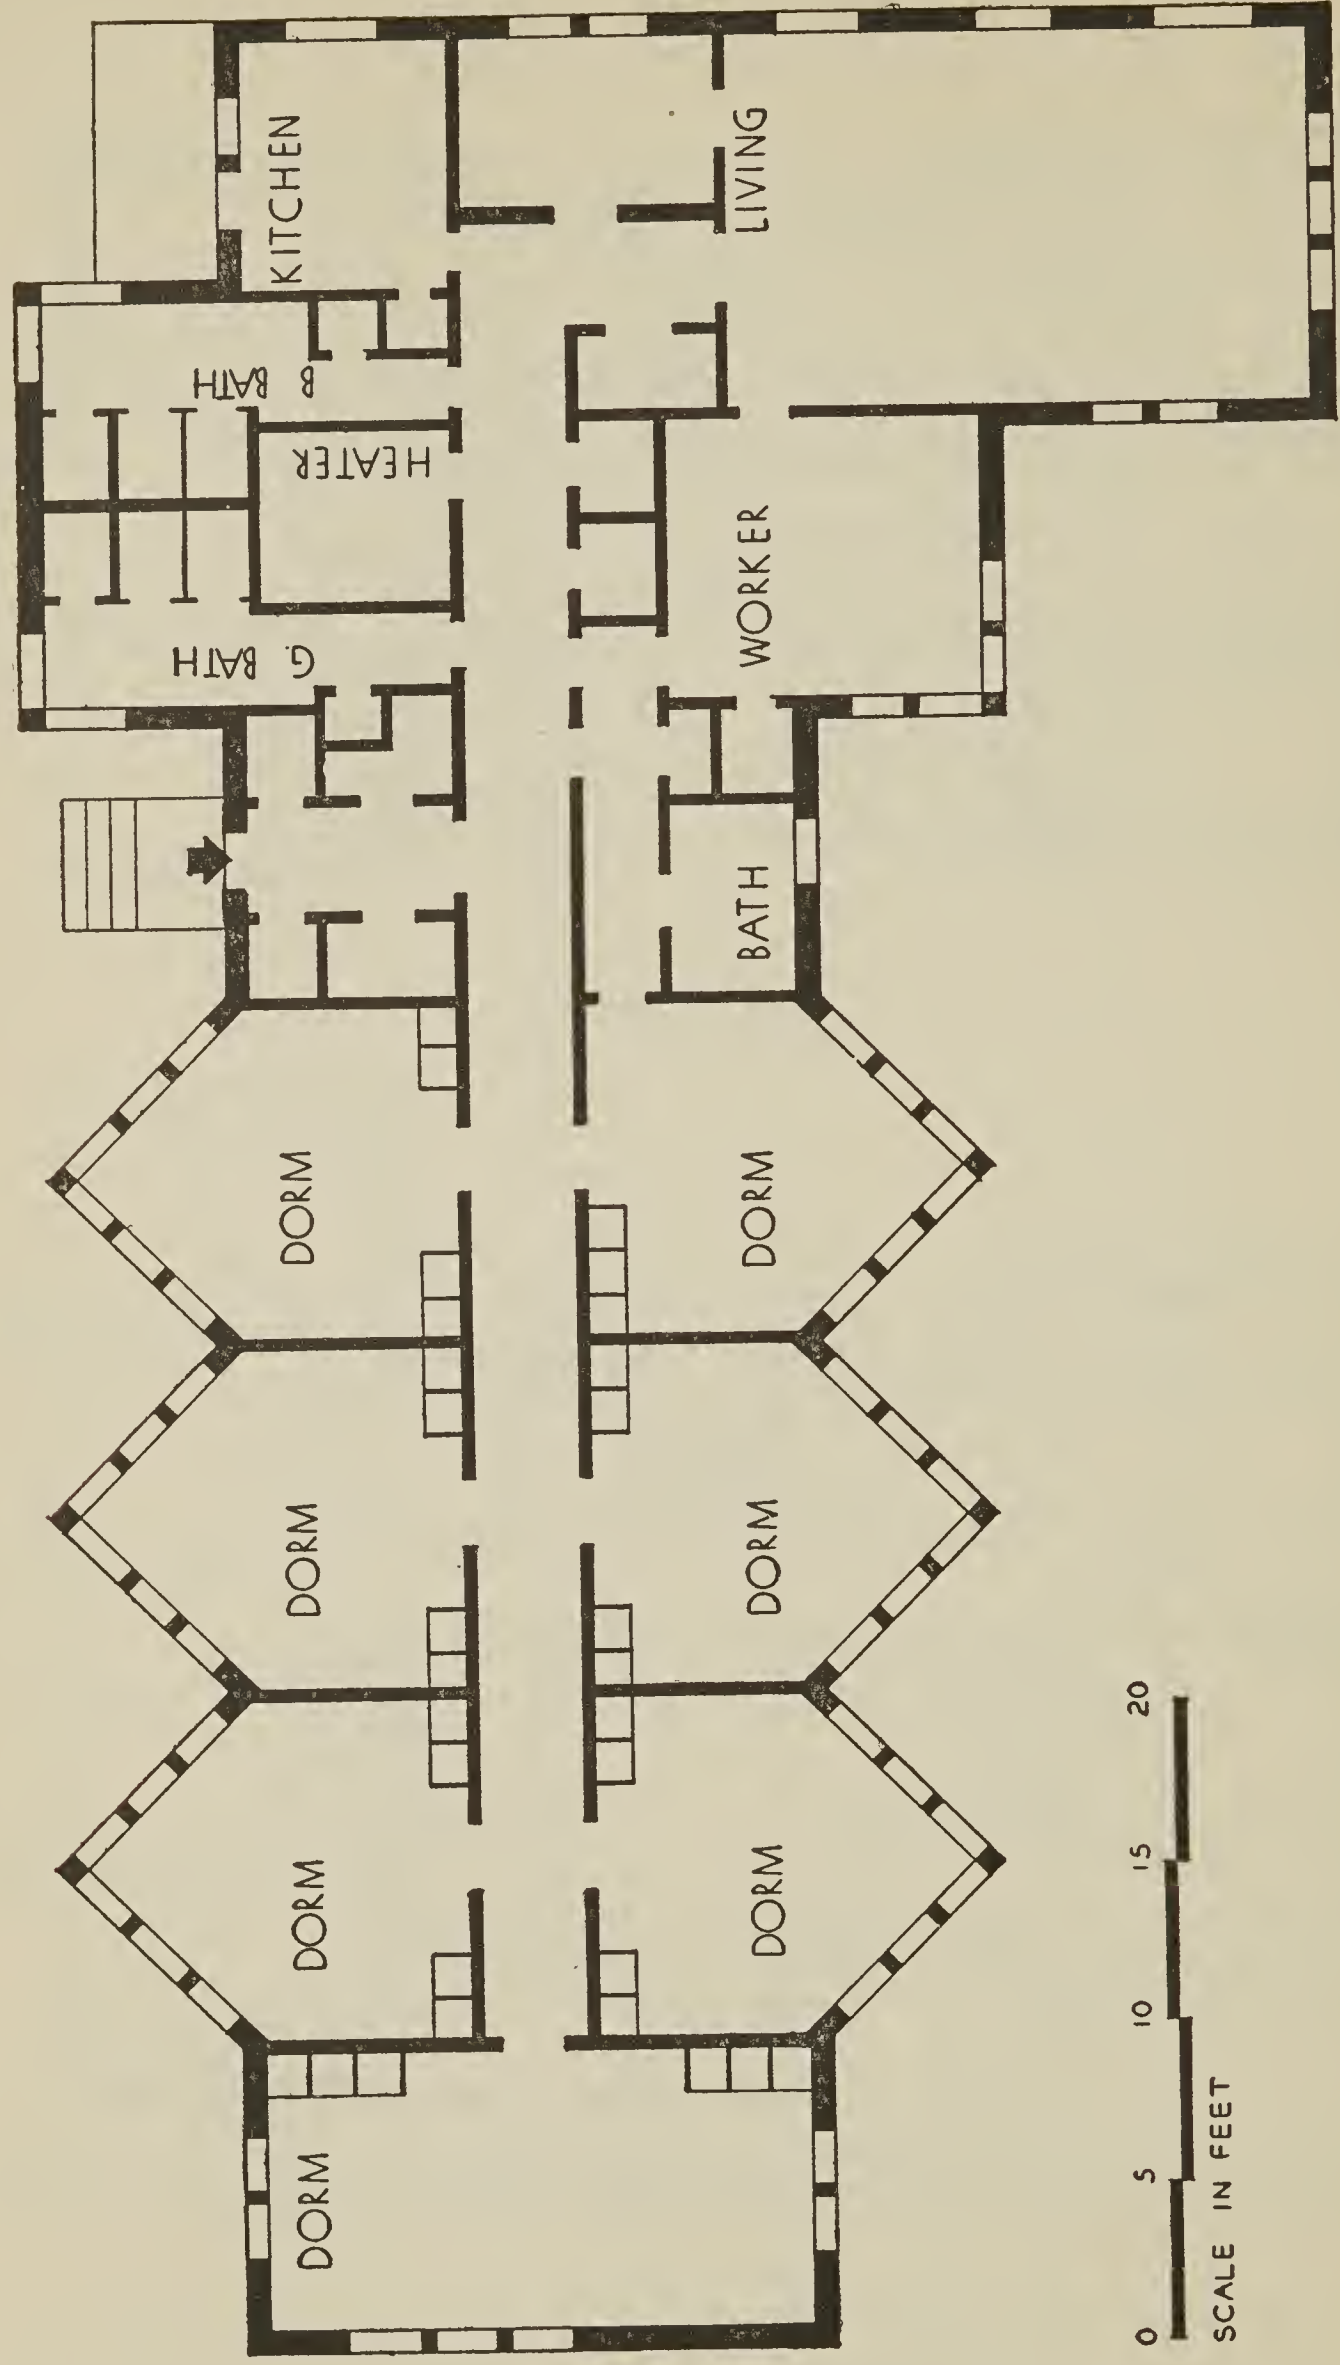 KITCHEN
LIVING
B BATH
HEATER
G. BATH
WORKER
BATH
DORM
DORM
DORM
DORM
DORM
DORM
DORM
0 5 10 15 20
SCALE IN FEET